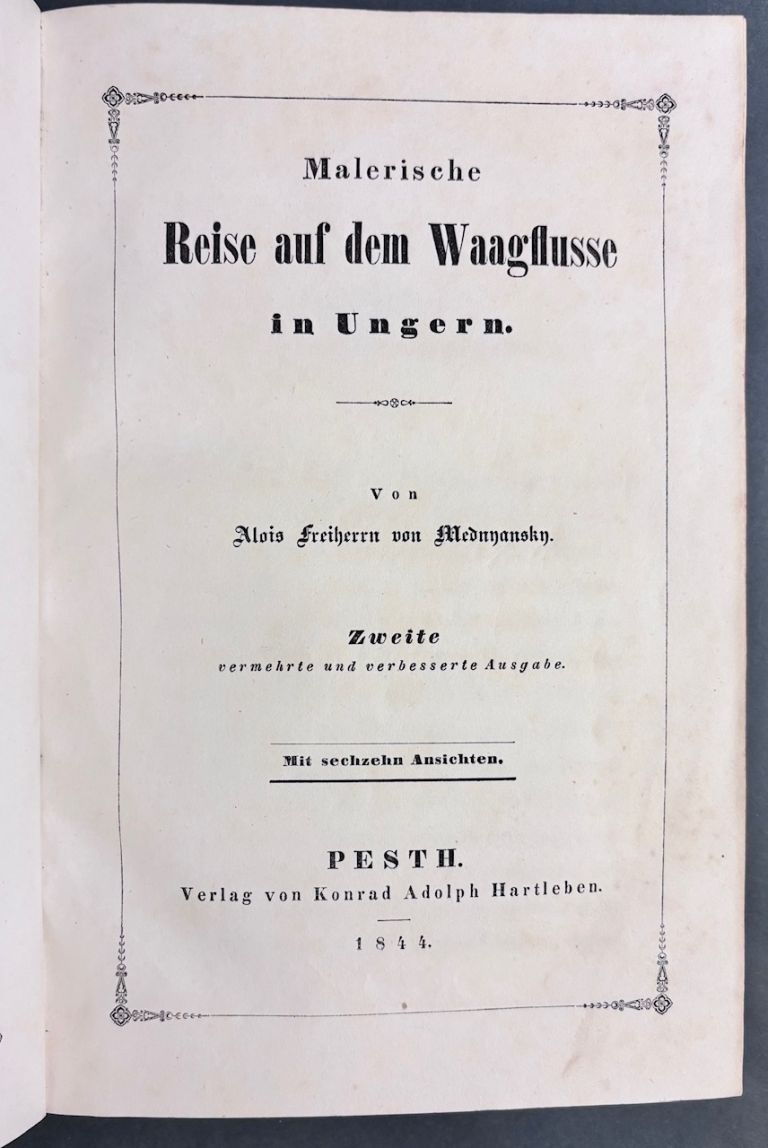 Malerische
Reise auf dem Waagflusse
in Ungern.
Von
Alois Freiherrn von Mednyansky.
Zweite
vermehrte und verbesserte Ausgabe.
Mit sechzehn Ansichten.
PESTH.
Verlag von Konrad Adolph Hartleben.
1844.